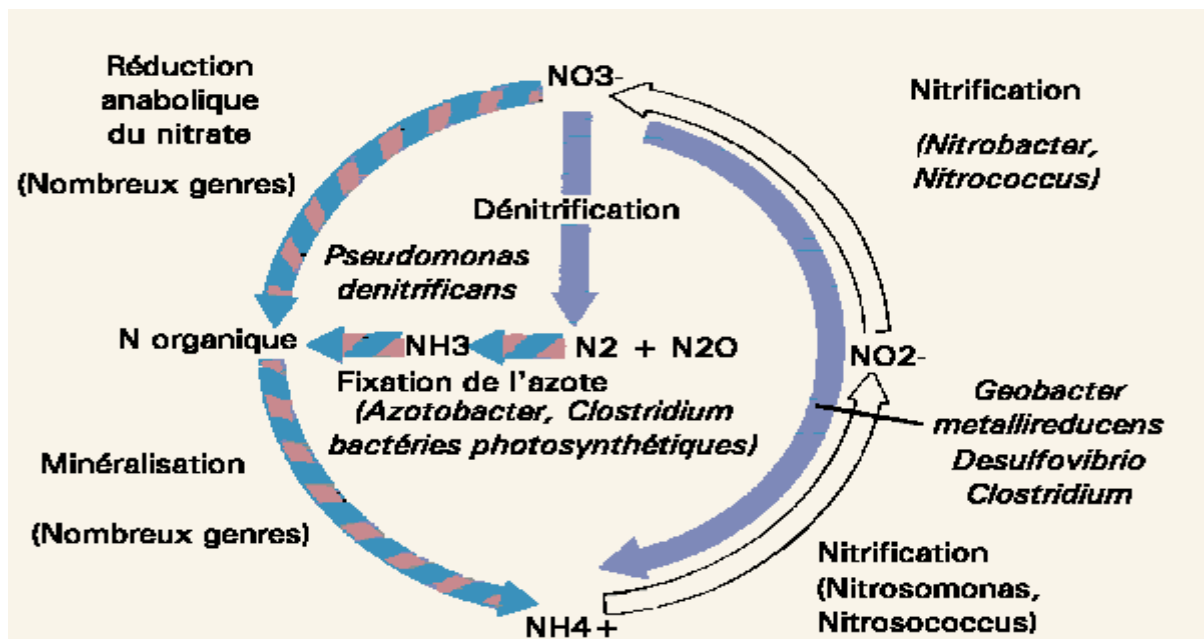 Réduction
anabolique
du nitrate
(Nombreux genres)
NO3-
Nitrification
(Nitrobacter,
Nitrococcus)
Dénitrification
Pseudomonas
denitrificans
N organique
NH3
N2 + N2O
NO2-
Fixation de l'azote
(Azotobacter, Clostridium
bactéries photosynthétiques)
Geobacter
metallireducens
Desulfovibrio
Clostridium
Minéralisation
(Nombreux genres)
Nitrification
(Nitrosomonas,
Nitrosococcus)
NH4+